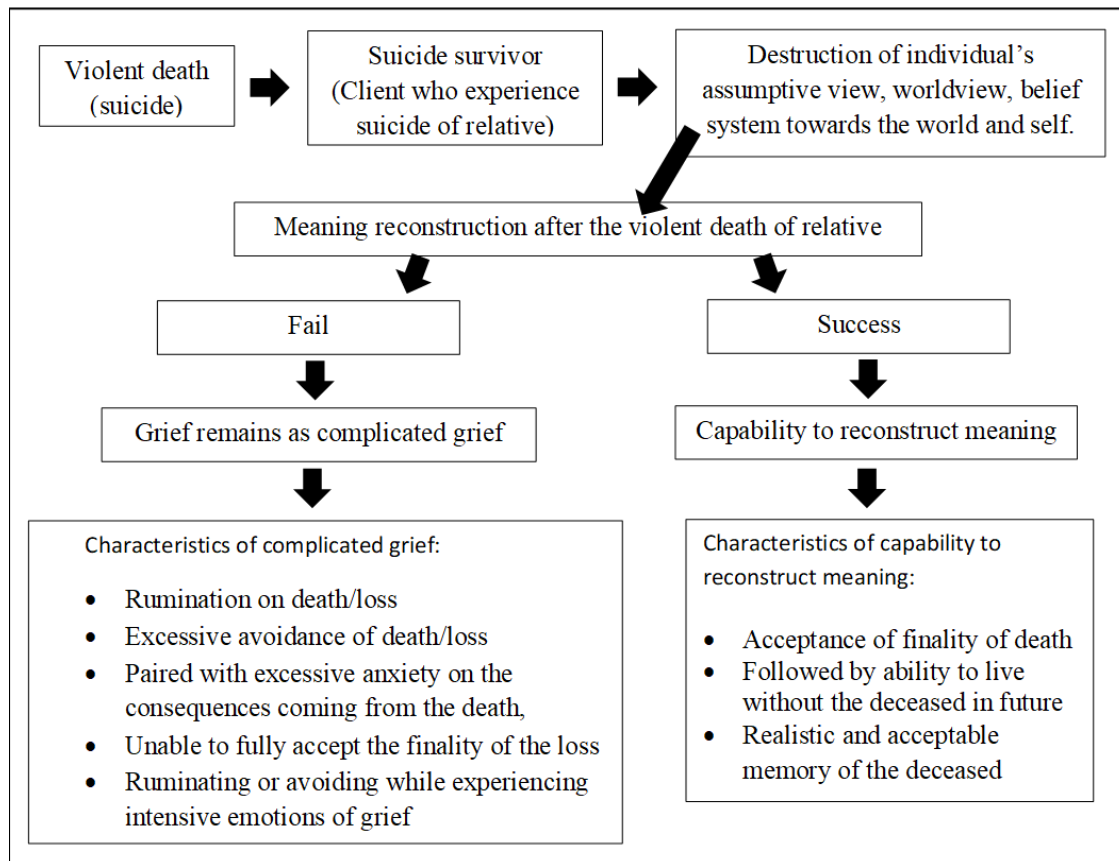 Violent death
(suicide)
Suicide survivor
(Client who experience
suicide of relative)
Destruction of individual’s
assumptive view, worldview, belief
system towards the world and self.
Meaning reconstruction after the violent death of relative
Fail
Success
Grief remains as complicated grief
Capability to reconstruct meaning
Characteristics of complicated grief:
• Rumination on death/loss
• Excessive avoidance of death/loss
• Paired with excessive anxiety on the
consequences coming from the death,
• Unable to fully accept the finality of the loss
• Ruminating or avoiding while experiencing
intensive emotions of grief
Characteristics of capability to
reconstruct meaning:
• Acceptance of finality of death
• Followed by ability to live
without the deceased in future
• Realistic and acceptable
memory of the deceased